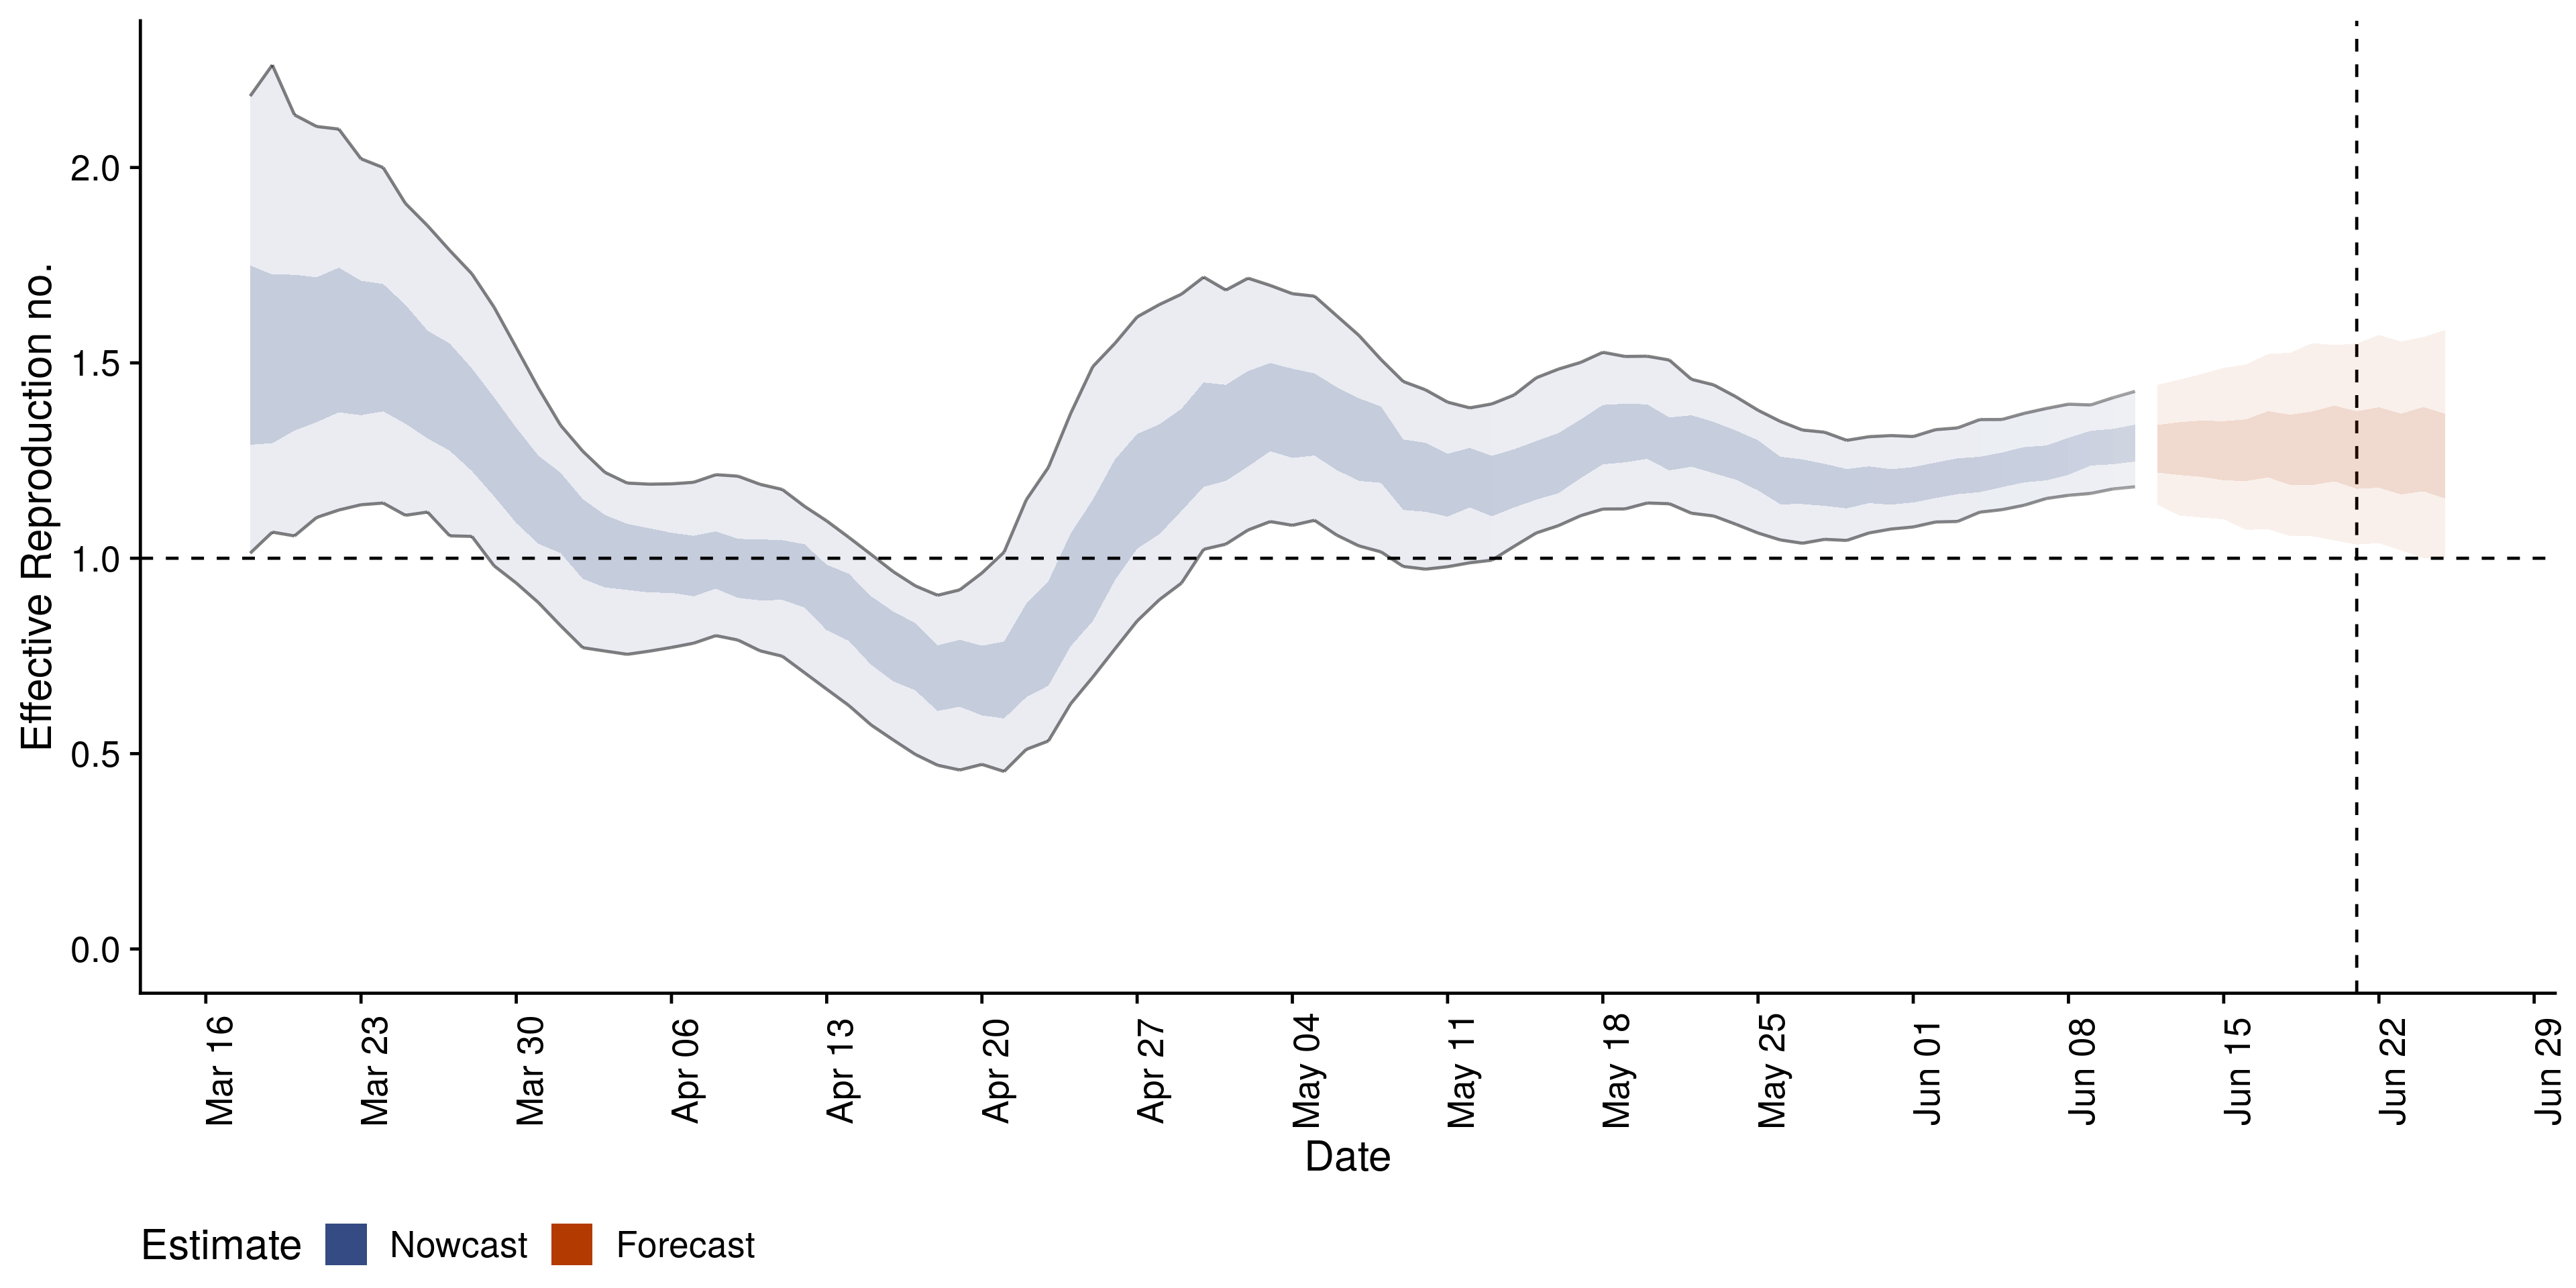 Effective Reproduction no.
2.0
1.5
1.0
0.5
0.0
Mar 16
Mar 23
Mar 30
Apr 06
Apr 13
Apr 20
Apr 27
May 04
May 11
May 18
May 25
Jun 01
Jun 08
Jun 15
Jun 22
Jun 29
Date
Estimate Nowcast Forecast